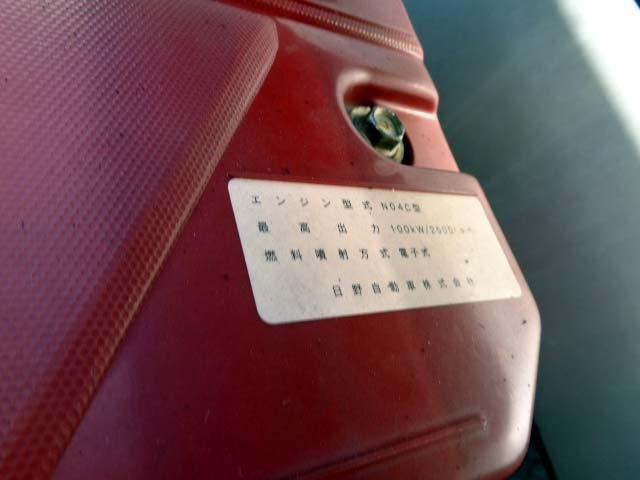 エンジン型式 N04C型
最高出力 100kW/2500
燃料噴射方式 電子式
日野自動車株式会社